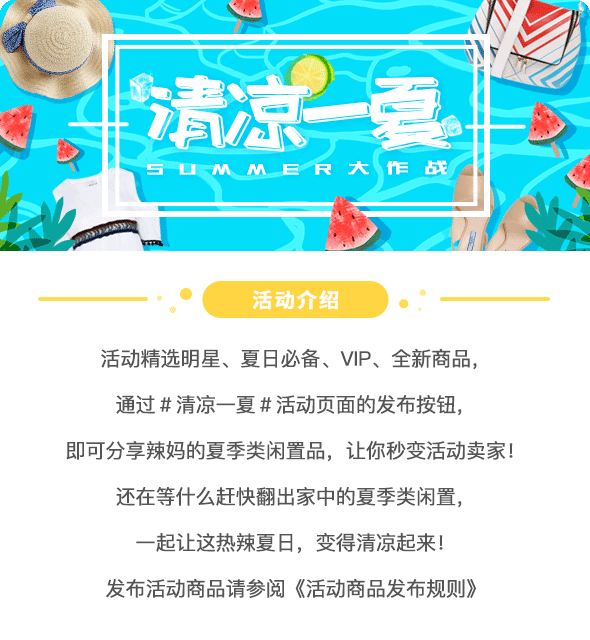 清凉一夏
SUMMER大作战
活动介绍
活动精选明星、夏日必备、VIP、全新商品，
通过＃清凉一夏＃活动页面的发布按钮，
即可分享辣妈的夏季类闲置品，让你秒变活动卖家！
还在等什么赶快翻出家中的夏季类闲置，
一起让这热辣夏日，变得清凉起来！
发布活动商品请参阅《活动商品发布规则》